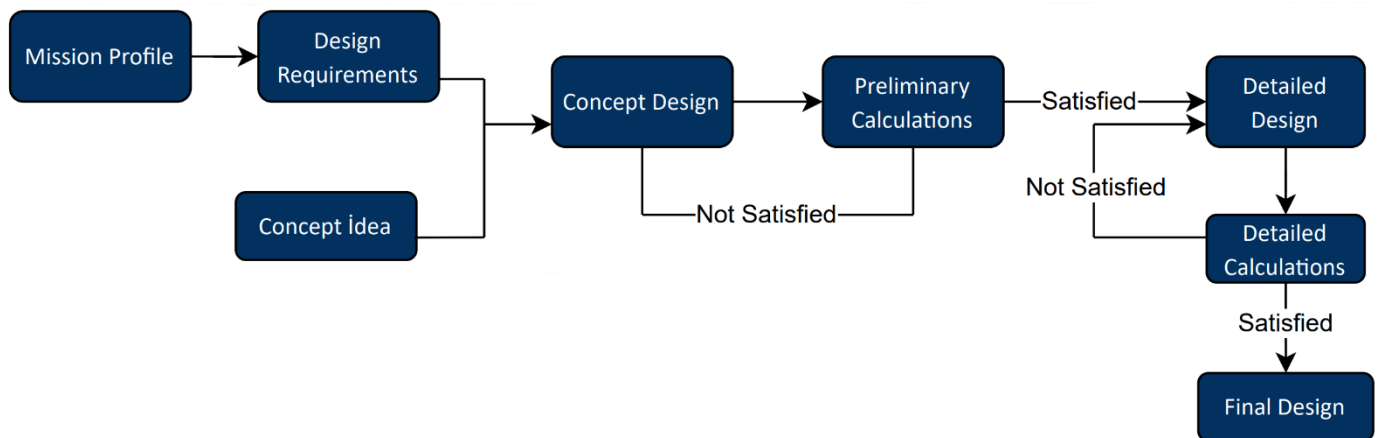 Mission Profile
Design
Requirements
Concept İdea
Concept Design
Preliminary
Calculations
Not Satisfied
Satisfied
Detailed
Design
Not Satisfied
Detailed
Calculations
Satisfied
Final Design